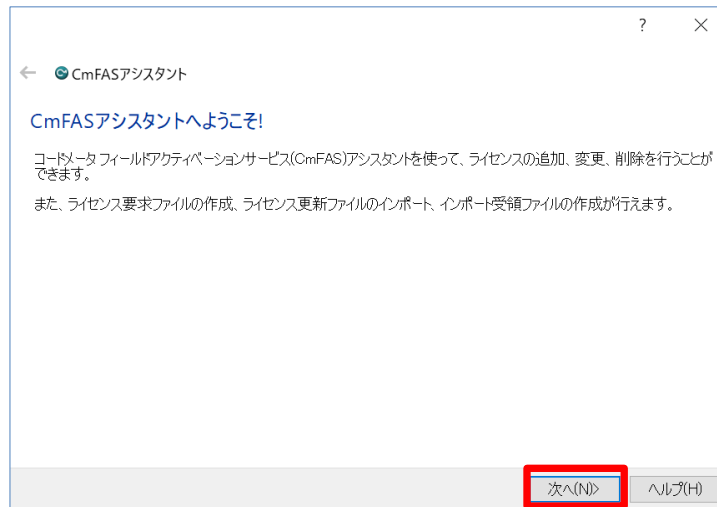 ?
CmFASアシスタント
CmFASアシスタントへようこそ!
コードメータ フィールドアクティベーションサービス(CmFAS)アシスタントを使って、ライセンスの追加、変更、削除を行うことが
できます。
また、ライセンス要求ファイルの作成、ライセンス更新ファイルのインポート、インポート受領ファイルの作成が行えます。
次へ(N)>
ヘルプ(H)